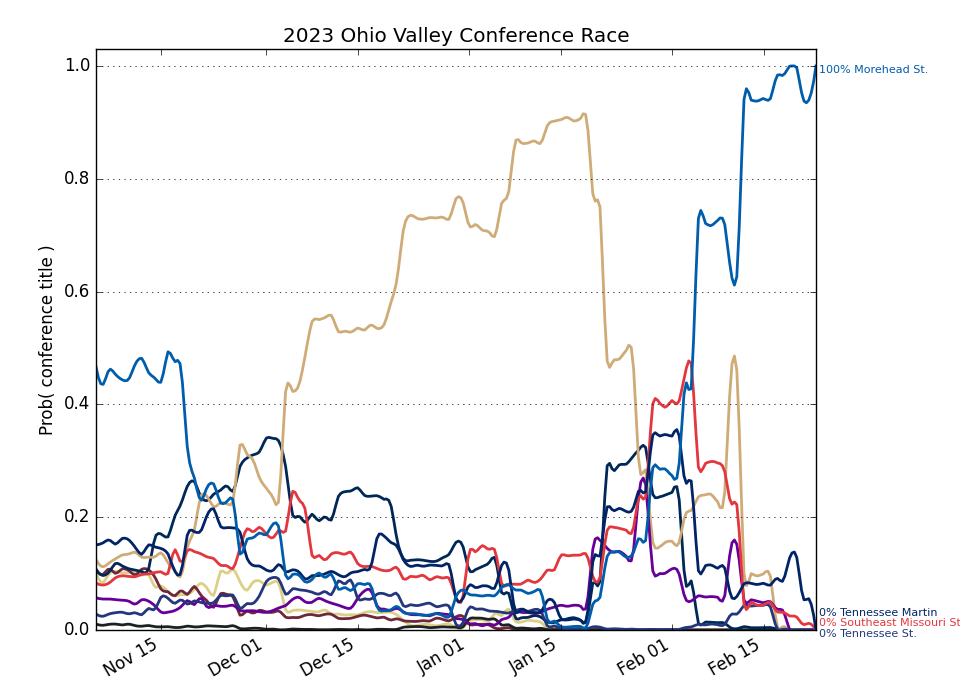 2023 Ohio Valley Conference Race
Prob( conference title )
1.0
0.8
0.6
0.4
0.2
0.0
Nov 15
Dec 01
Dec 15
Jan 01
Jan 15
Feb 01
Feb 15
100% Morehead St.
0% Tennessee Martin
0% Southeast Missouri St
0% Tennessee St.